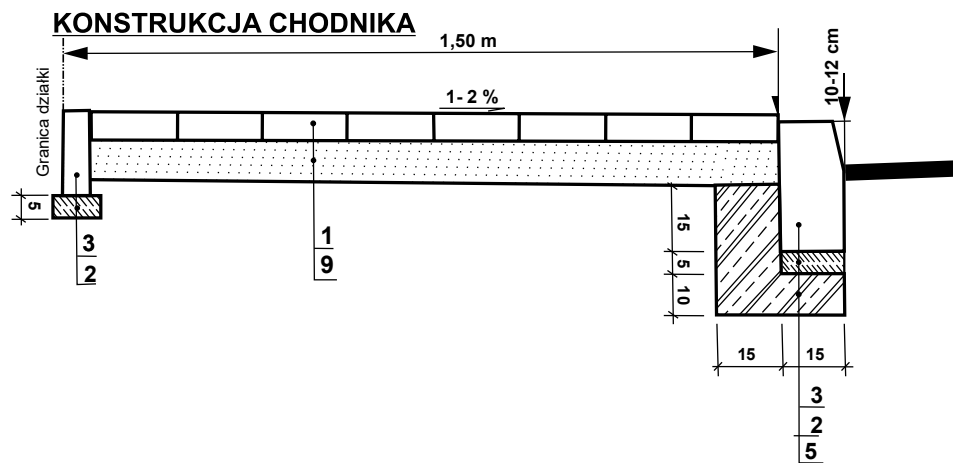 KONSTRUKCJA CHODNIKA
1,50 m
10-12 cm
Granica działki
1- 2 %
5
3
2
1
9
15
5
10
15
15
3
2
5